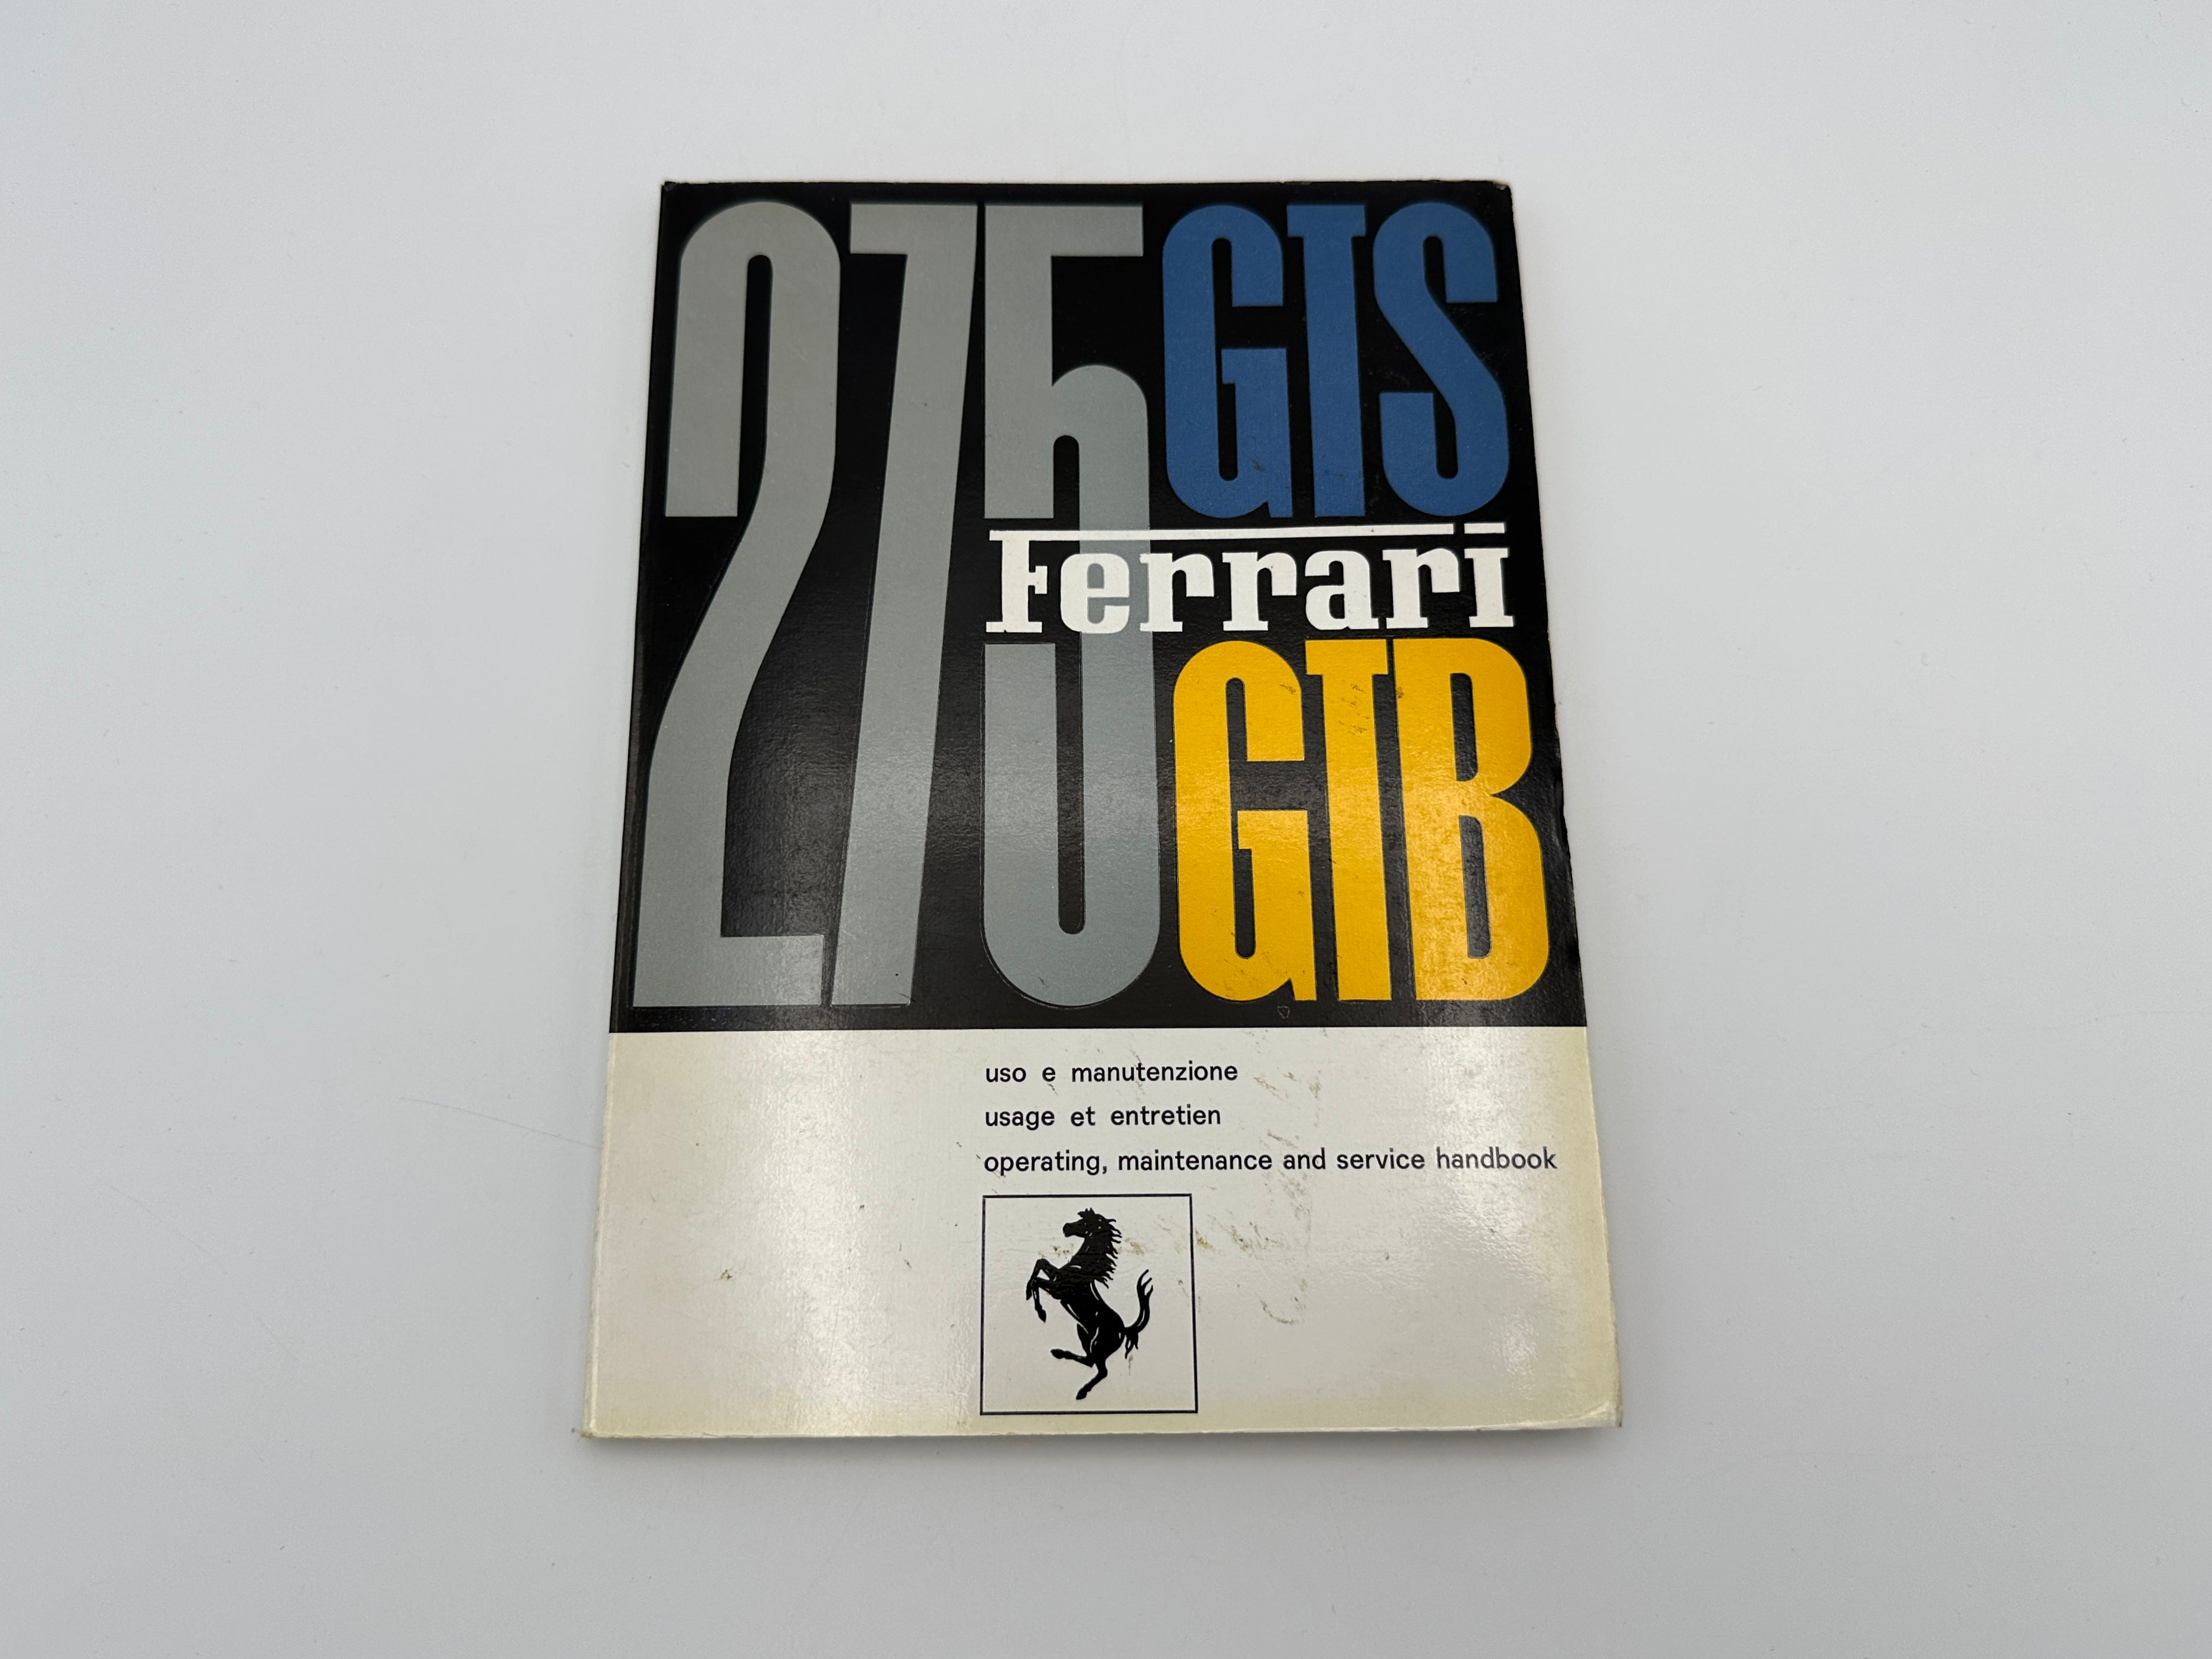 275 GTS
Ferrari
GTB
uso e manutenzione
usage et entretien
operating, maintenance and service handbook